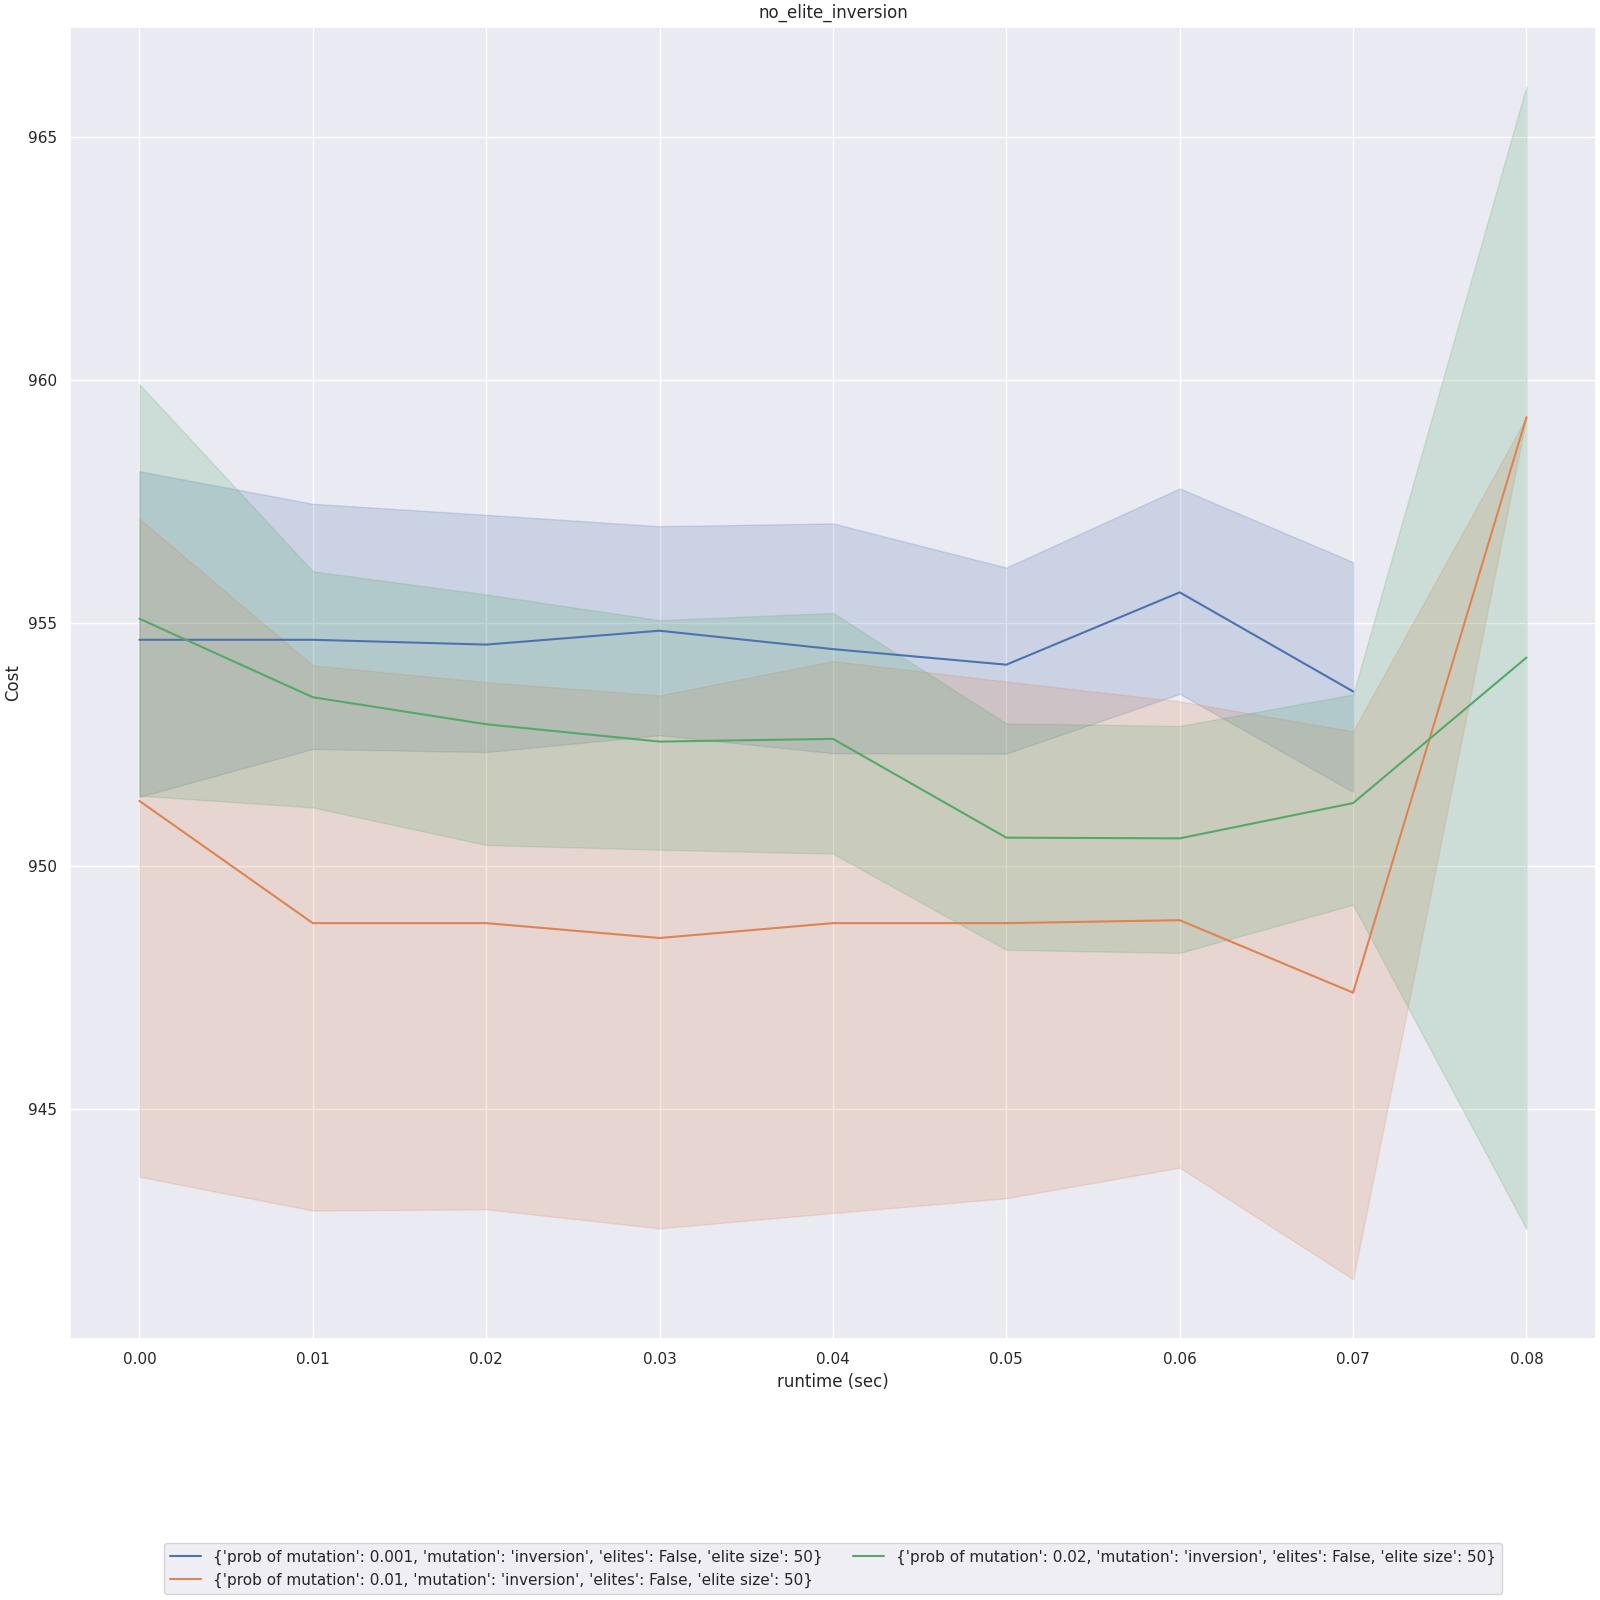 no_elite_inversion
965
960
955
950
945
Cost
0.00 0.01 0.02 0.03 0.04 0.05 0.06 0.07 0.08
runtime (sec)
{'prob of mutation': 0.001, 'mutation': 'inversion', 'elites': False, 'elite size': 50}
{'prob of mutation': 0.01, 'mutation': 'inversion', 'elites': False, 'elite size': 50}
{'prob of mutation': 0.02, 'mutation': 'inversion', 'elites': False, 'elite size': 50}